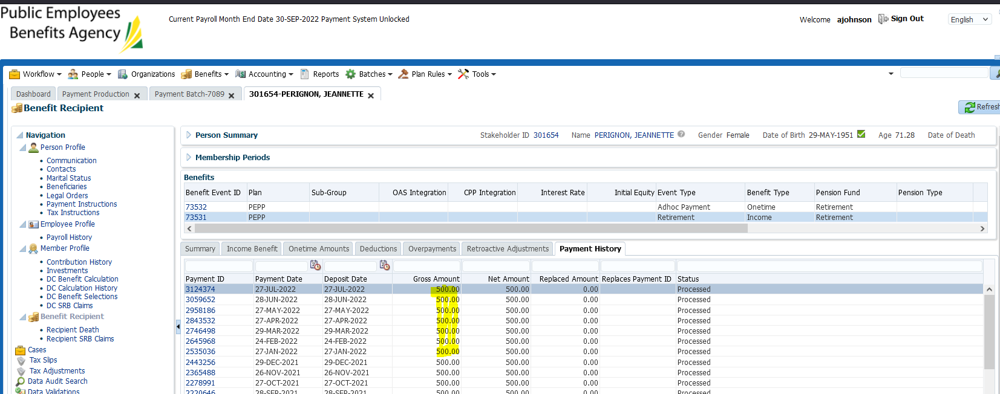 Public Employees
Benefits Agency
Current Payroll Month End Date 30-SEP-2022 Payment System Unlocked
Welcome ajohnson Sign Out English
Workflow People Organizations Benefits Accounting Reports Batches Plan Rules Tools
Dashboard Payment Production Payment Batch-7089 301654-PERIGNON, JEANNETTE
Benefit Recipient
Refresh
Navigation
Person Profile
Communication
Contacts
Marital Status
Beneficiaries
Legal Orders
Payment Instructions
Tax Instructions
Employee Profile
Payroll History
Member Profile
Contribution History
Investments
DC Benefit Calculation
DC Calculation History
DC Benefit Selections
DC SRB Claims
Benefit Recipient
Recipient Death
Recipient SRB Claims
Cases
Tax Slips
Tax Adjustments
Data Audit Search
Data Validations
Person Summary Stakeholder ID 301654 Name PERIGNON, JEANNETTE Gender Female Date of Birth 29-MAY-1951 Age 71.28 Date of Death
Membership Periods
Benefits
Benefit Event ID Plan Sub-Group OAS Integration CPP Integration Interest Rate Initial Equity Event Type Benefit Type Pension Fund Pension Type
73532 PEPP Adhoc Payment Onetime Retirement
73531 PEPP Retirement Income Retirement
Summary Income Benefit Onetime Amounts Deductions Overpayments Retroactive Adjustments Payment History
Payment ID Payment Date Deposit Date Gross Amount Net Amount Replaced Amount Replaces Payment ID Status
3124374 27-JUL-2022 27-JUL-2022 500.00 500.00 0.00 Processed
3059652 28-JUN-2022 28-JUN-2022 500.00 500.00 0.00 Processed
2958186 27-MAY-2022 27-MAY-2022 500.00 500.00 0.00 Processed
2843532 27-APR-2022 27-APR-2022 500.00 500.00 0.00 Processed
2746498 29-MAR-2022 29-MAR-2022 500.00 500.00 0.00 Processed
2645968 24-FEB-2022 24-FEB-2022 500.00 500.00 0.00 Processed
2535036 27-JAN-2022 27-JAN-2022 500.00 500.00 0.00 Processed
2443256 29-DEC-2021 29-DEC-2021 500.00 500.00 0.00 Processed
2365488 26-NOV-2021 26-NOV-2021 500.00 500.00 0.00 Processed
2278991 27-OCT-2021 27-OCT-2021 500.00 500.00 0.00 Processed
2220646 28-SEP-2021 28-SEP-2021 500.00 500.00 0.00 Processed